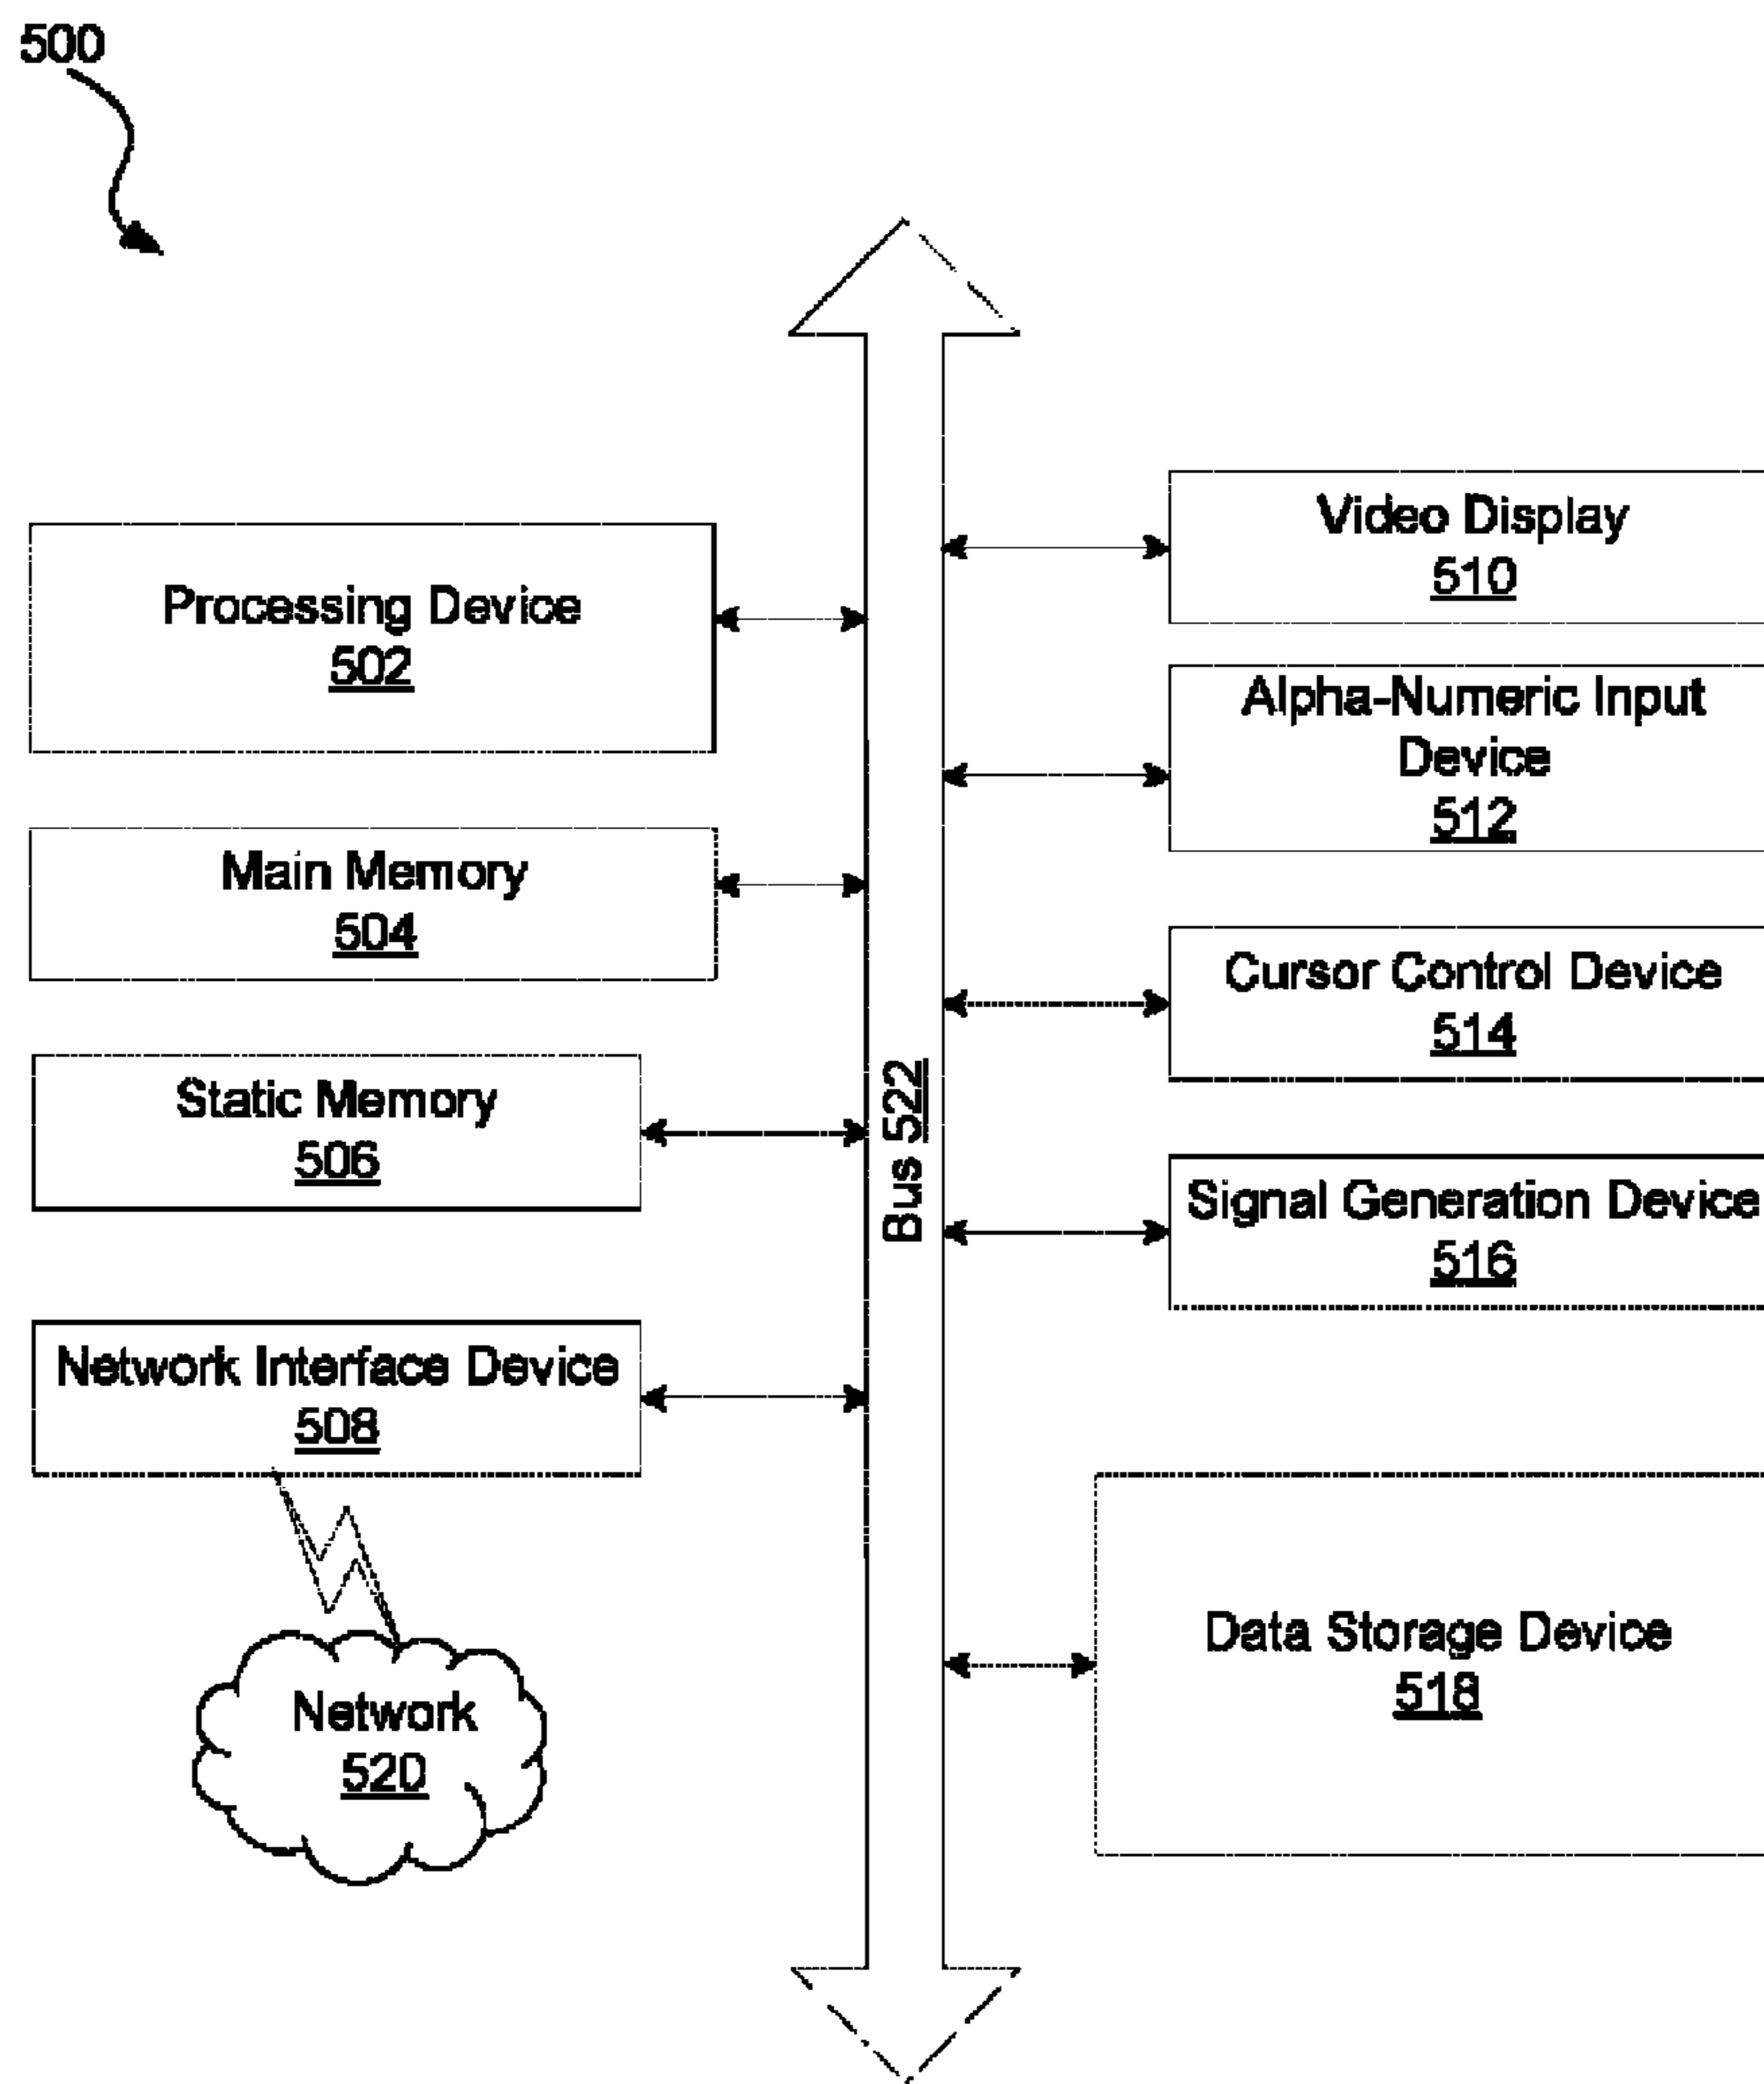 500
Processing Device
502
Main Memory
504
Static Memory
506
Network Interface Device
508
Network
520
Bus 522
Video Display
510
Alpha-Numeric Input
Device
512
Cursor Control Device
514
Signal Generation Device
516
Data Storage Device
518